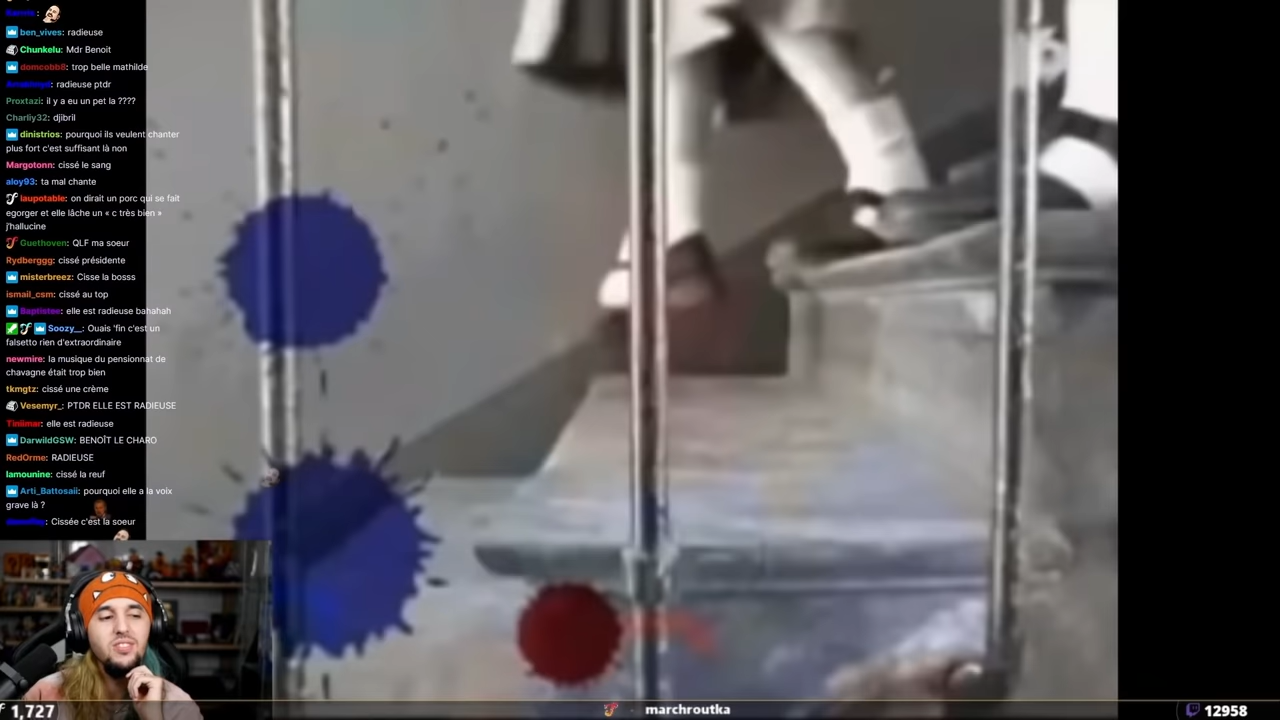 ben_vives: radieuse
Chunkelu: Mdr Benoit
domcobb8: trop belle mathilde
radieuse ptdr
Proxtazi: il y a eu un pet la ????
Charliy32: djibril
dinistrios: pourquoi ils veulent chanter
plus fort c'est suffisant là non
Margotonn: cissé le sang
aloy93: ta mal chante
laupotable: on dirait un porc qui se fait
egorger et elle lâche un « c très bien »
j'hallucine
Guethoven: QLF ma soeur
Rydberggg: cissé présidente
misterbreez: Cisse la bosss
ismail_csm: cissé au top
Baptistee: elle est radieuse bahahah
Soozy__: Ouais 'fin c'est un
falsetto rien d'extraordinaire
newmire: la musique du pensionnat de
chavagne était trop bien
tkmgtz: cissé une crème
Vesemyr_: PTDR ELLE EST RADIEUSE
Tiniimar: elle est radieuse
DarwildGSW: BENOÎT LE CHARO
RedOrme: RADIEUSE
lamounine: cissé la reuf
Arti_Battosaii: pourquoi elle a la voix
grave là ?
: Cissée c'est la soeur
1,727
marchroutka
12958